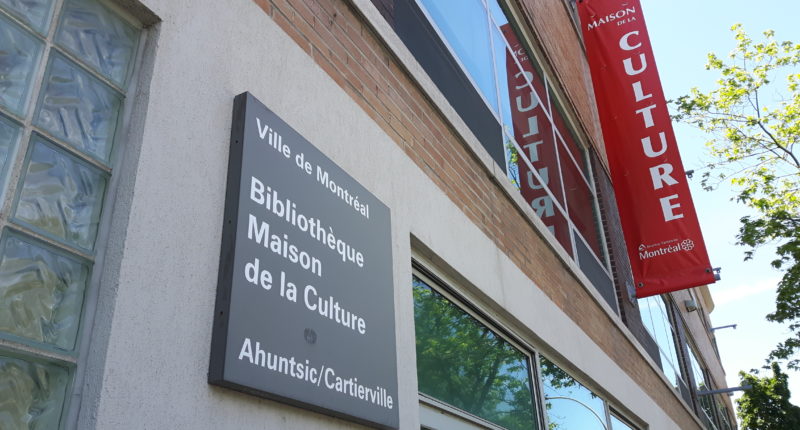 Ville de Montréal
Bibliothèque
Maison
de la Culture
Ahuntsic/Cartierville
MAISON
DE LA
CULTURE
Montréal